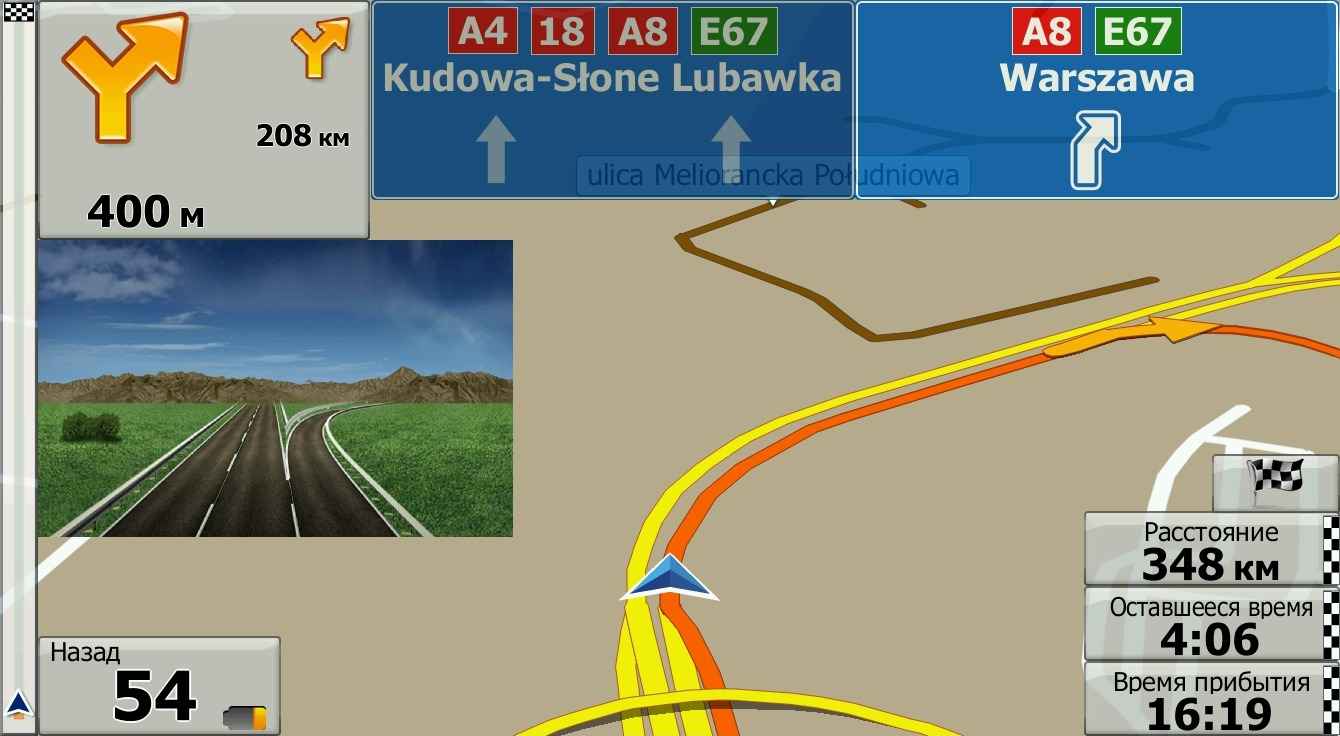 400 м
208 км
A4 18 A8 E67
Kudowa-Słone Lubawka
A8 E67
Warszawa
ulica Meliorancka Południowa
Расстояние
348 км
Оставшееся время
4:06
Время прибытия
16:19
Назад
54